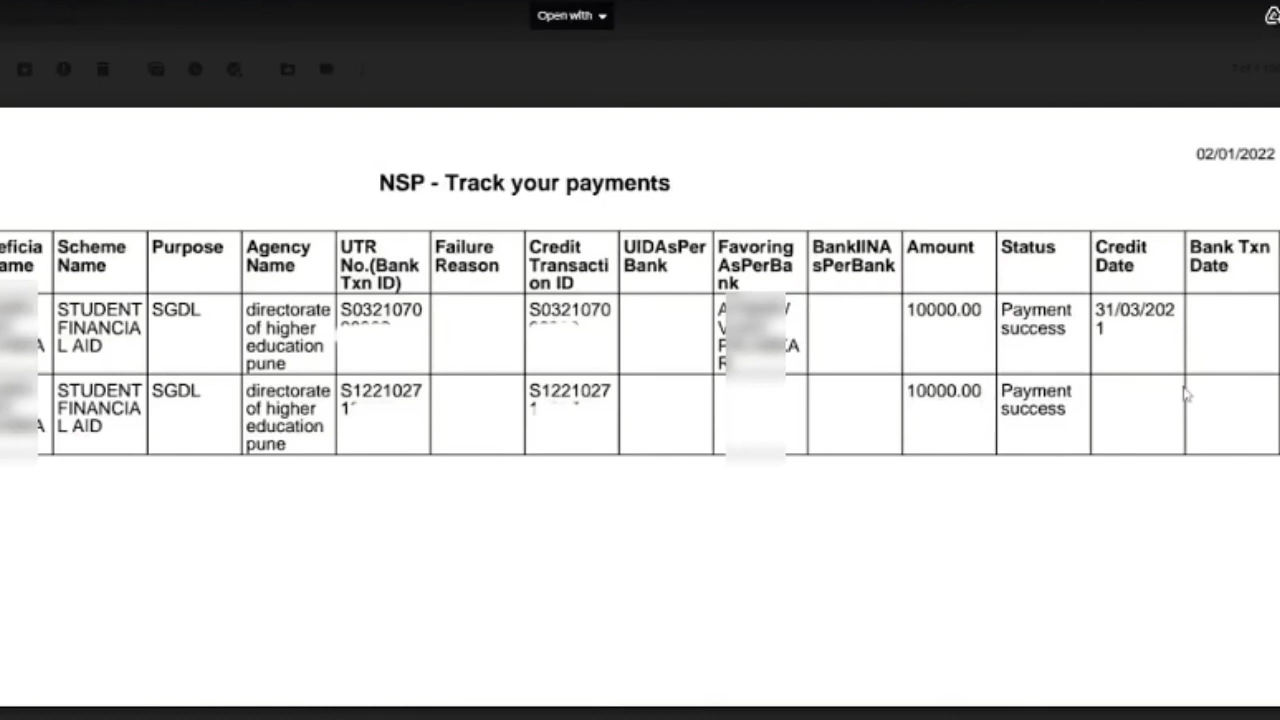 Open with
02/01/2022
NSP - Track your payments
Scheme Name
Purpose
Agency Name
UTR No.(Bank Txn ID)
Failure Reason
Credit Transacti on ID
UIDAsPer Bank
Favoring AsPerBa nk
BankIINA sPerBank
Amount
Status
Credit Date
Bank Txn Date
STUDENT FINANCIA L AID
SGDL
directorate of higher education pune
S0321070
S0321070
10000.00
Payment success
31/03/202 1
STUDENT FINANCIA L AID
SGDL
directorate of higher education pune
S1221027
S1221027
10000.00
Payment success